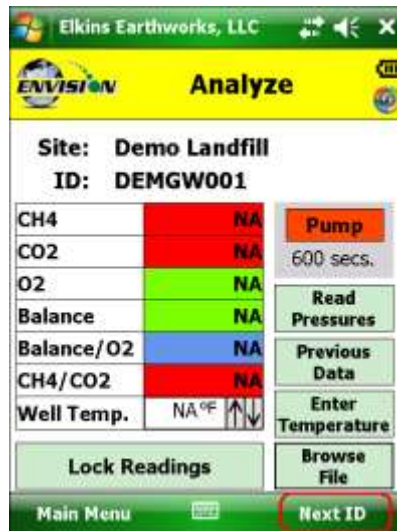 Elkins Earthworks, LLC
ENVISION
Analyze
Site: Demo Landfill
ID: DEMGW001
CH4 NA
Pump
CO2 NA
600 secs.
O2 NA
Read
Pressures
Balance NA
Balance/O2 NA
Previous
Data
CH4/CO2 NA
Well Temp. NA°F
Enter
Temperature
Lock Readings
Browse
File
Main Menu
Next ID